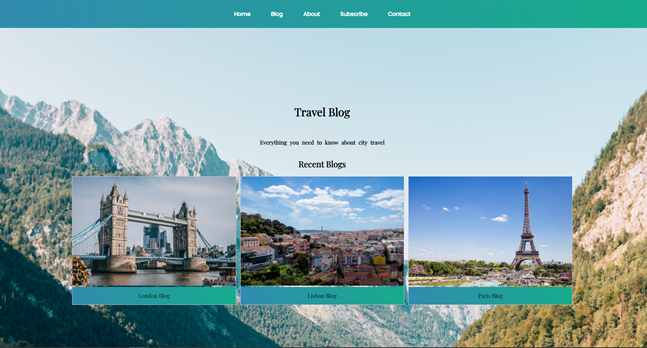 Home Blog About Subscribe Contact
Travel Blog
Everything you need to know about city travel
Recent Blogs
London Blog Lisbon Blog Paris Blog